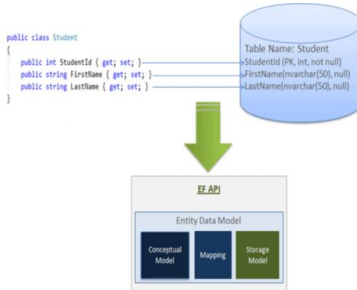 public class Student
{
public int StudentId { get; set; }
public string FirstName { get; set; }
public string LastName { get; set; }
}
Table Name: Student
StudentId (PK, int, not null)
FirstName(nvarchar(50), null)
LastName(nvarchar(50), null)
EF API
Entity Data Model
Conceptual
Model
Mapping
Storage
Model